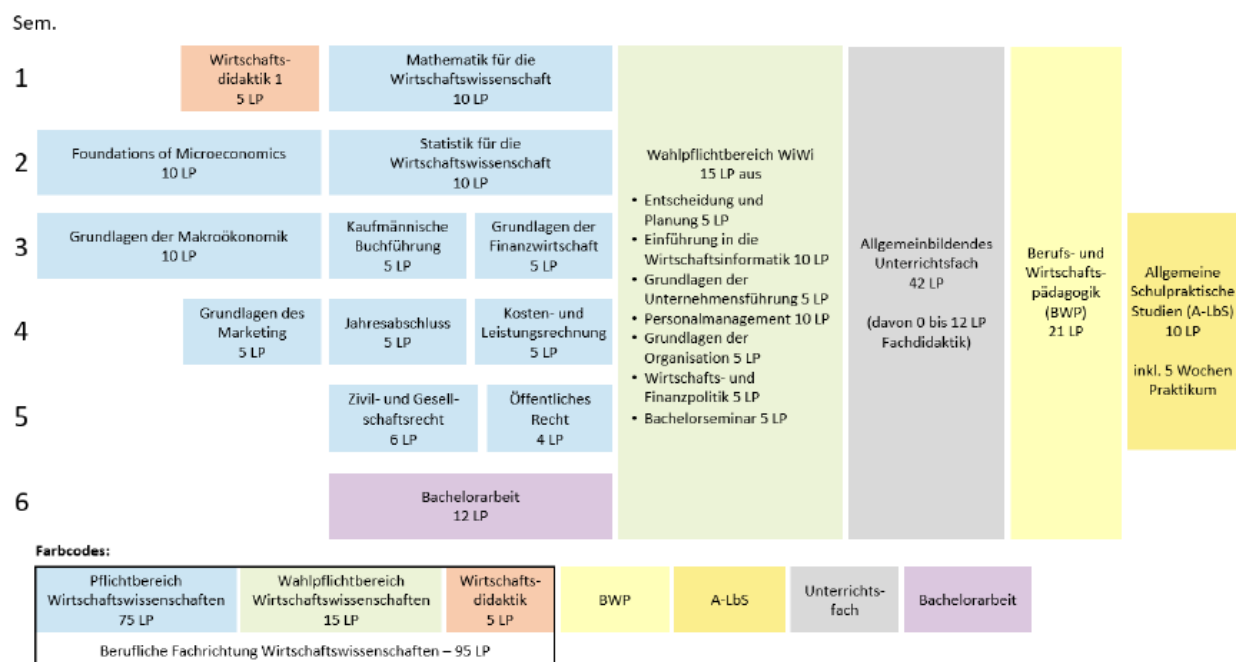 Sem.
1
Wirtschafts-
didaktik 1
5 LP
Mathematik für die
Wirtschaftswissenschaft
10 LP
2
Foundations of Microeconomics
10 LP
Statistik für die
Wirtschaftswissenschaft
10 LP
3
Grundlagen der Makroökonomik
10 LP
Kaufmännische
Buchführung
5 LP
Grundlagen der
Finanzwirtschaft
5 LP
4
Grundlagen des
Marketing
5 LP
Jahresabschluss
5 LP
Kosten- und
Leistungsrechnung
5 LP
5
Zivil- und Gesell-
schaftsrecht
6 LP
Öffentliches
Recht
4 LP
6
Bachelorarbeit
12 LP
Wahlpflichtbereich WiWi
15 LP aus
• Entscheidung und
Planung 5 LP
• Einführung in die
Wirtschaftsinformatik 10 LP
• Grundlagen der
Unternehmensführung 5 LP
• Personalmanagement 10 LP
• Grundlagen der
Organisation 5 LP
• Wirtschafts- und
Finanzpolitik 5 LP
• Bachelorseminar 5 LP
Allgemeinbildendes
Unterrichtsfach
42 LP
(davon 0 bis 12 LP
Fachdidaktik)
Berufs- und
Wirtschafts-
pädagogik
(BWP)
21 LP
Allgemeine
Schulpraktische
Studien (A-LbS)
10 LP
inkl. 5 Wochen
Praktikum
Farbcodes:
Pflichtbereich
Wirtschaftswissenschaften
75 LP
Wahlpflichtbereich
Wirtschaftswissenschaften
15 LP
Wirtschafts-
didaktik
5 LP
BWP
A-LbS
Unterrichts-
fach
Bachelorarbeit
Berufliche Fachrichtung Wirtschaftswissenschaften – 95 LP